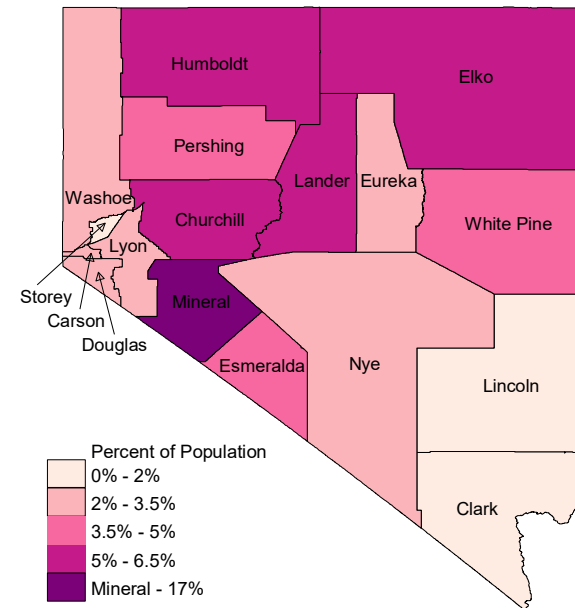 Humboldt
Elko
Pershing
Lander
Eureka
Washoe
Churchill
White Pine
Lyon
Storey
Carson
Douglas
Mineral
Esmeralda
Nye
Lincoln
Clark
Percent of Population
0% - 2%
2% - 3.5%
3.5% - 5%
5% - 6.5%
Mineral - 17%